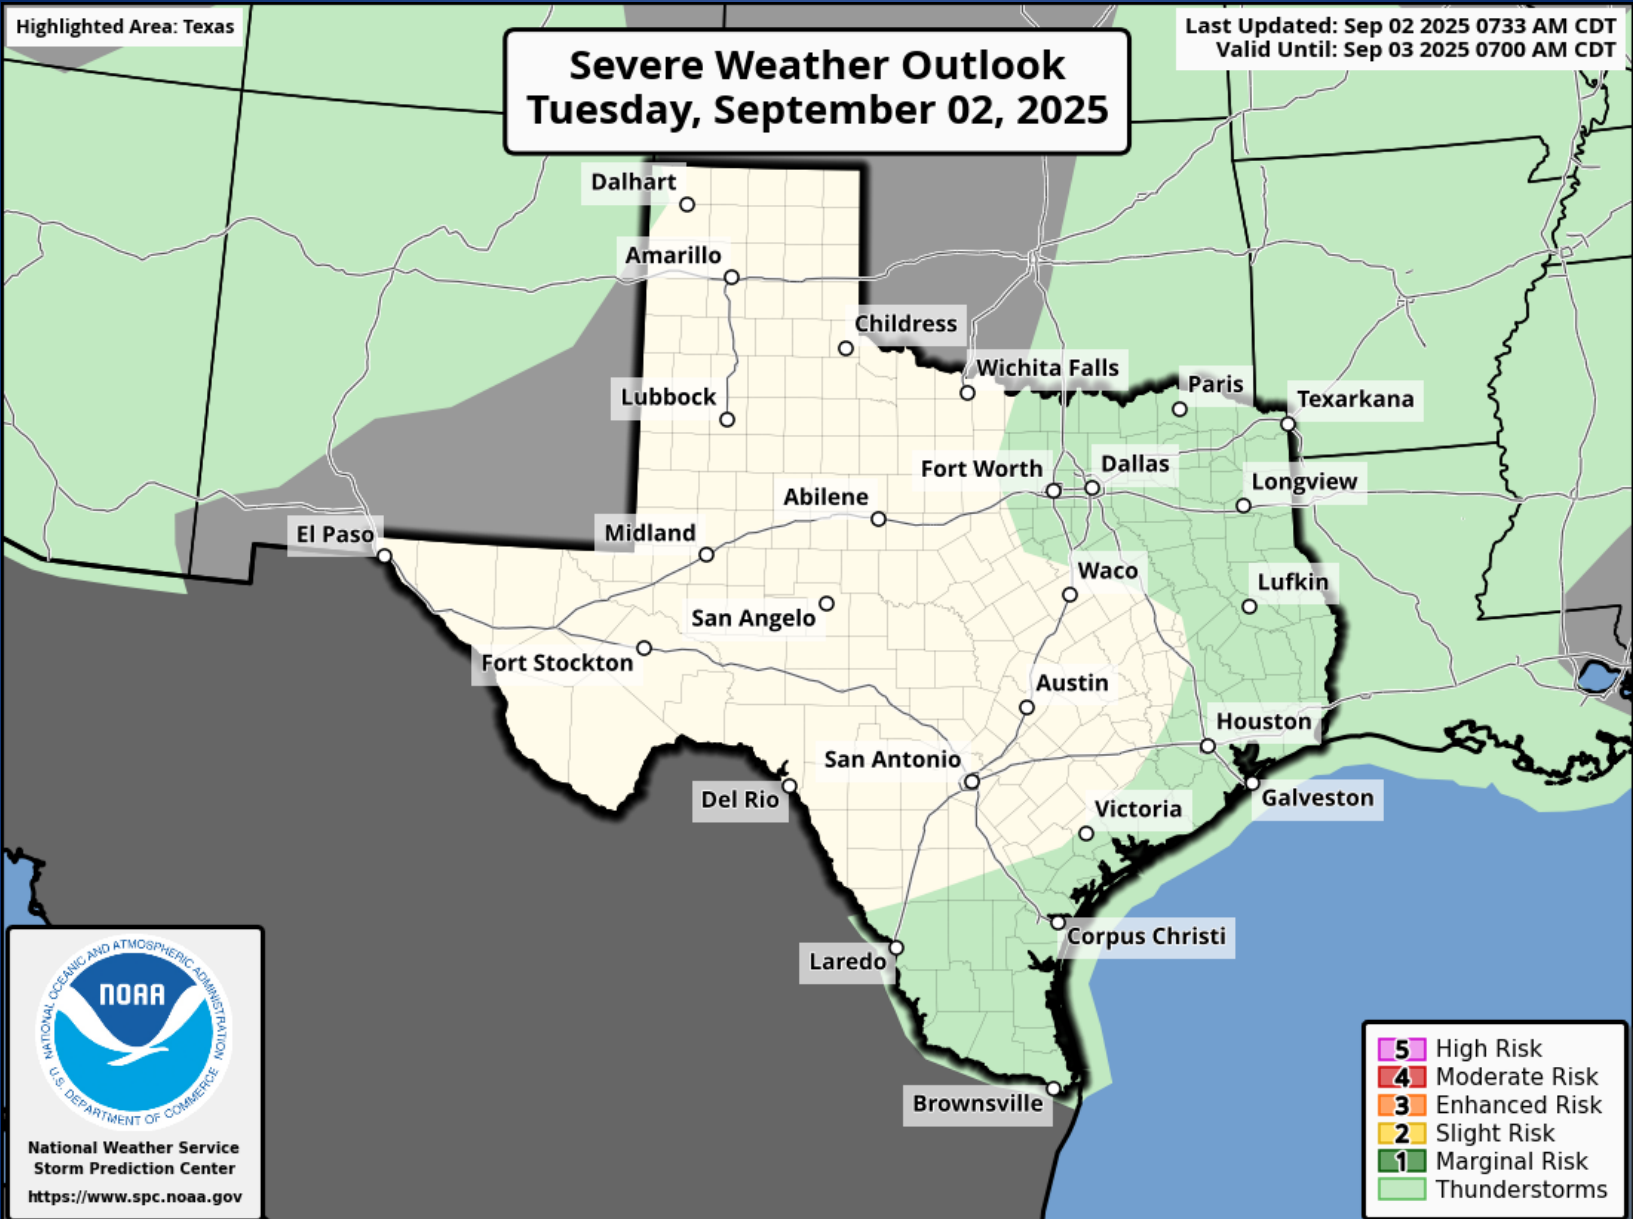 Highlighted Area: Texas
Severe Weather Outlook
Tuesday, September 02, 2025
Last Updated: Sep 02 2025 0733 AM CDT
Valid Until: Sep 03 2025 0700 AM CDT
Dalhart
Amarillo
Childress
Wichita Falls
Paris
Texarkana
Lubbock
Fort Worth
Dallas
Longview
Abilene
El Paso
Midland
Waco
Lufkin
San Angelo
Fort Stockton
Austin
Houston
San Antonio
Del Rio
Galveston
Victoria
Corpus Christi
Laredo
Brownsville
NATIONAL OCEANIC AND ATMOSPHERIC ADMINISTRATION
NOAA
U.S. DEPARTMENT OF COMMERCE
National Weather Service
Storm Prediction Center
https://www.spc.noaa.gov
5 High Risk
4 Moderate Risk
3 Enhanced Risk
2 Slight Risk
1 Marginal Risk
Thunderstorms